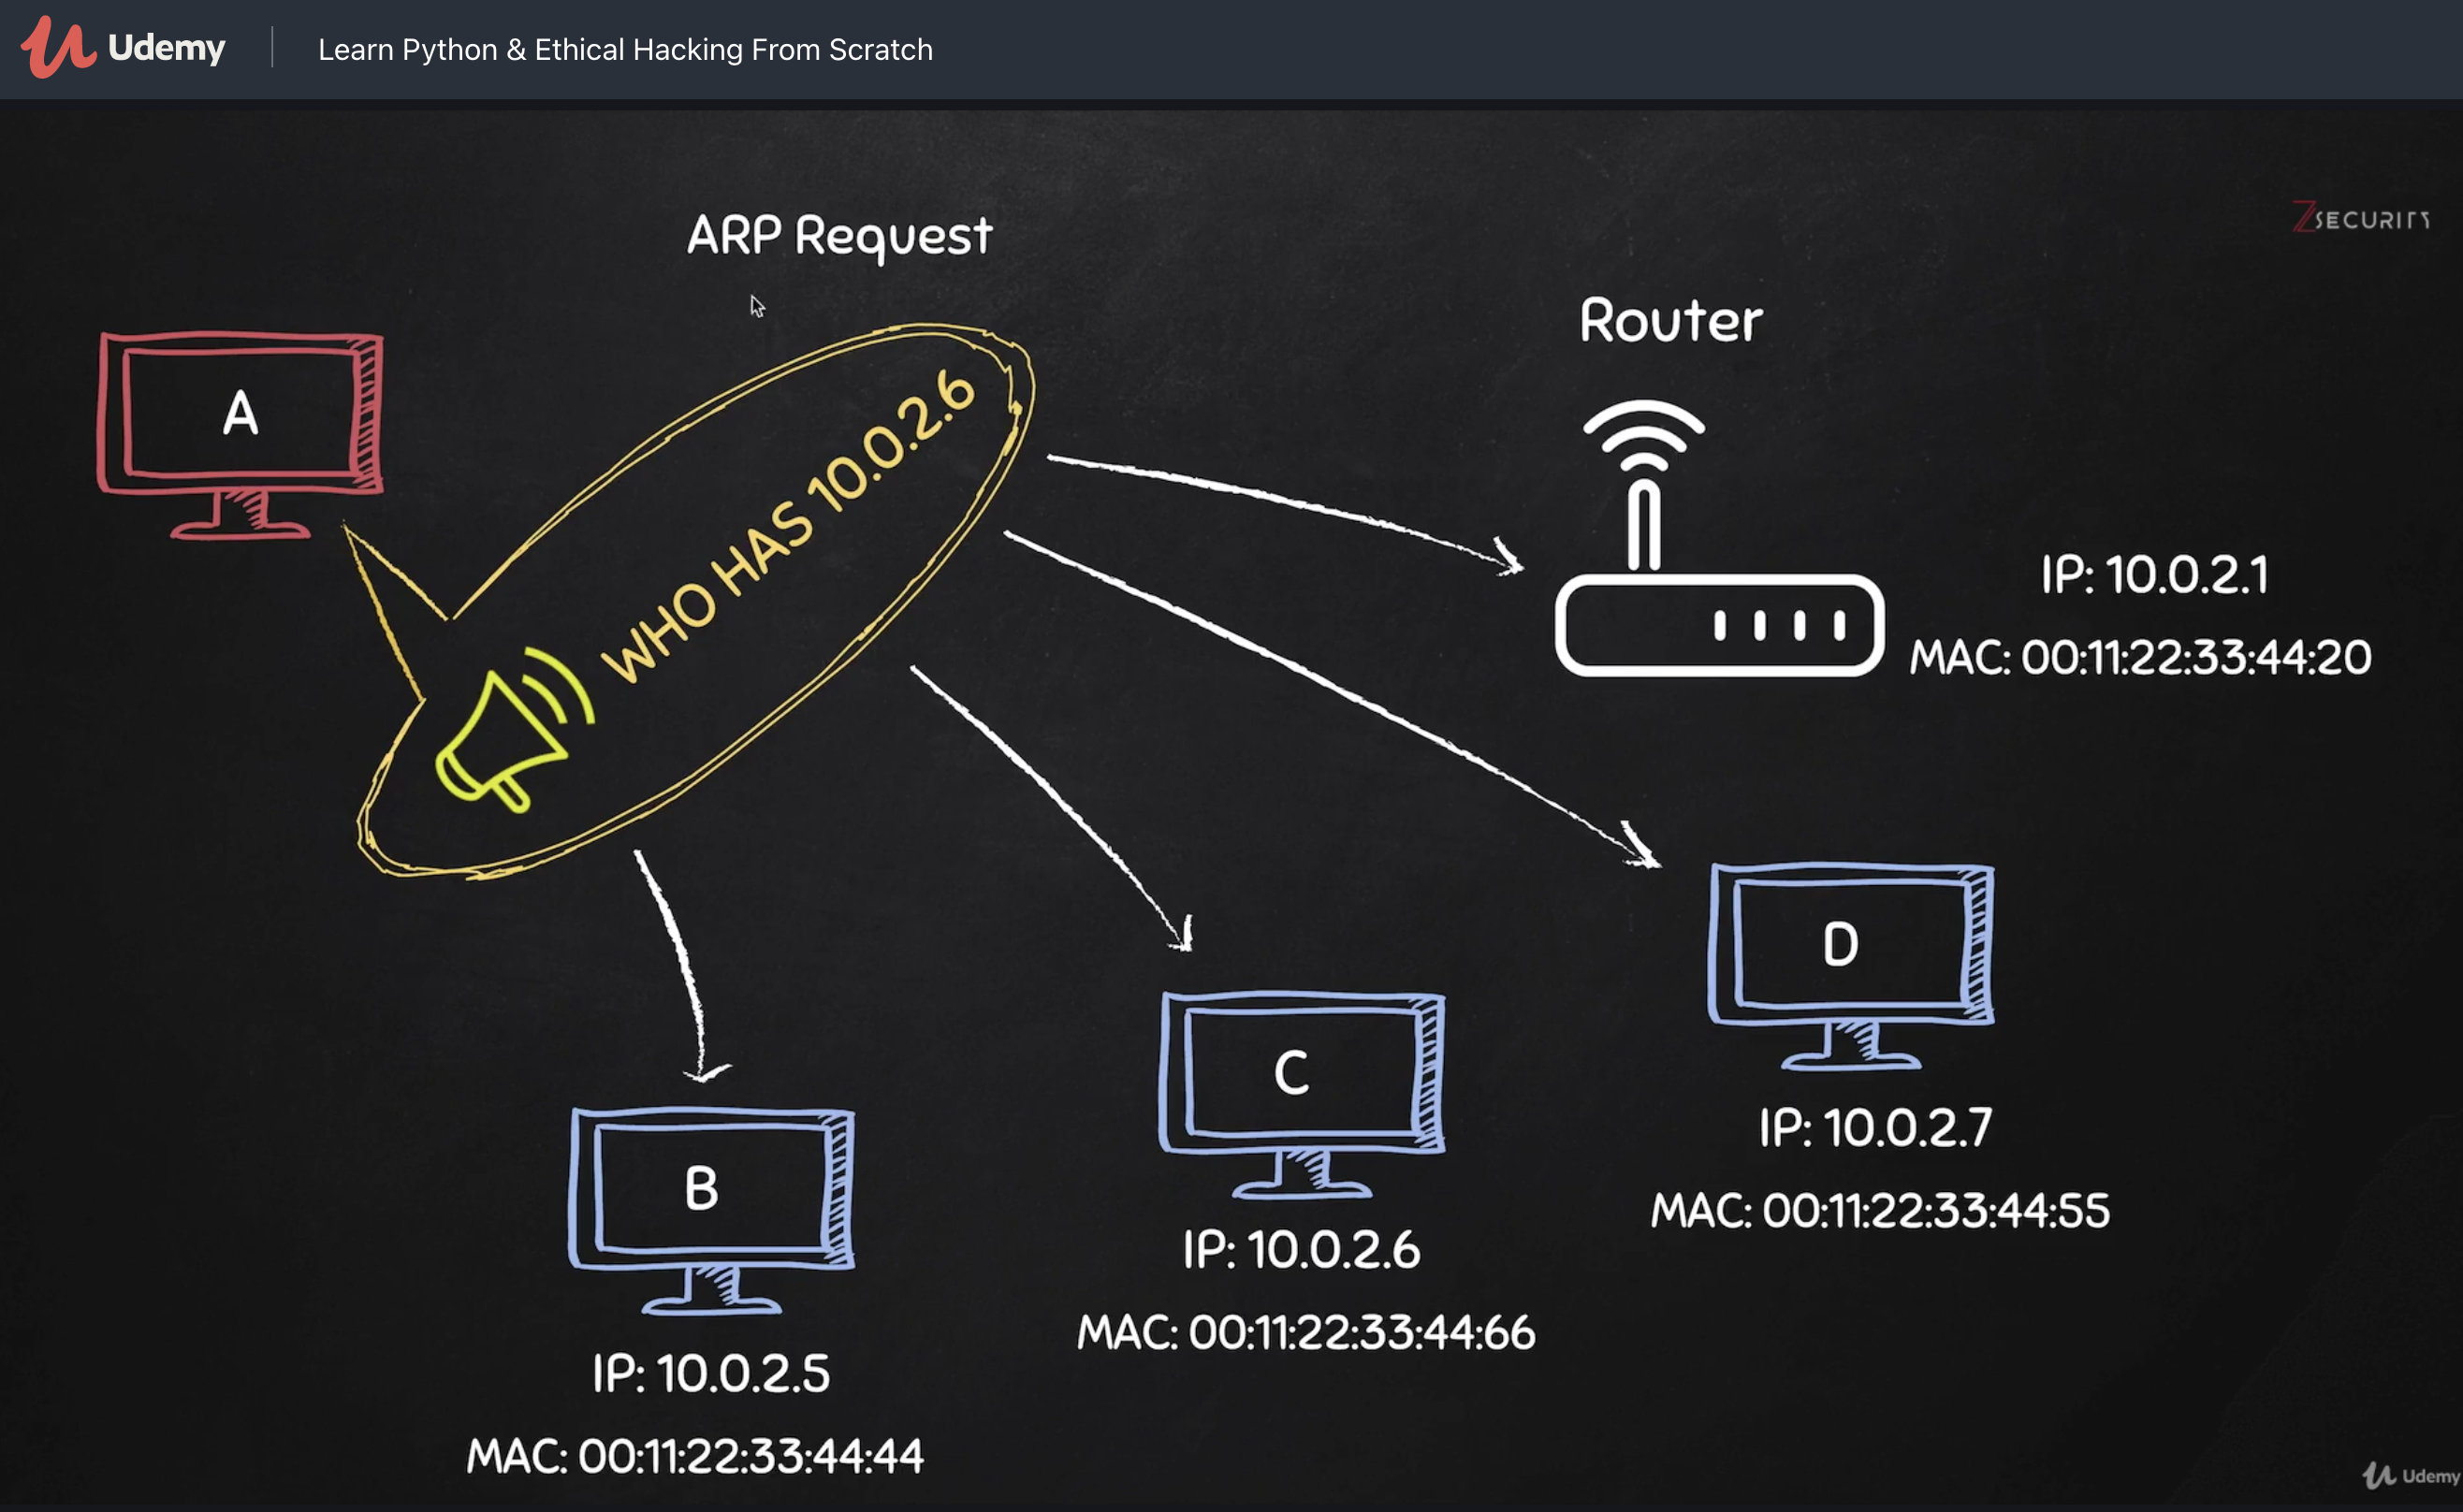 Udemy
Learn Python & Ethical Hacking From Scratch
ARP Request
ZSECURITY
Router
A
WHO HAS 10.0.2.6
IP: 10.0.2.1
MAC: 00:11:22:33:44:20
D
IP: 10.0.2.7
MAC: 00:11:22:33:44:55
C
IP: 10.0.2.6
MAC: 00:11:22:33:44:66
B
IP: 10.0.2.5
MAC: 00:11:22:33:44:44
Udemy